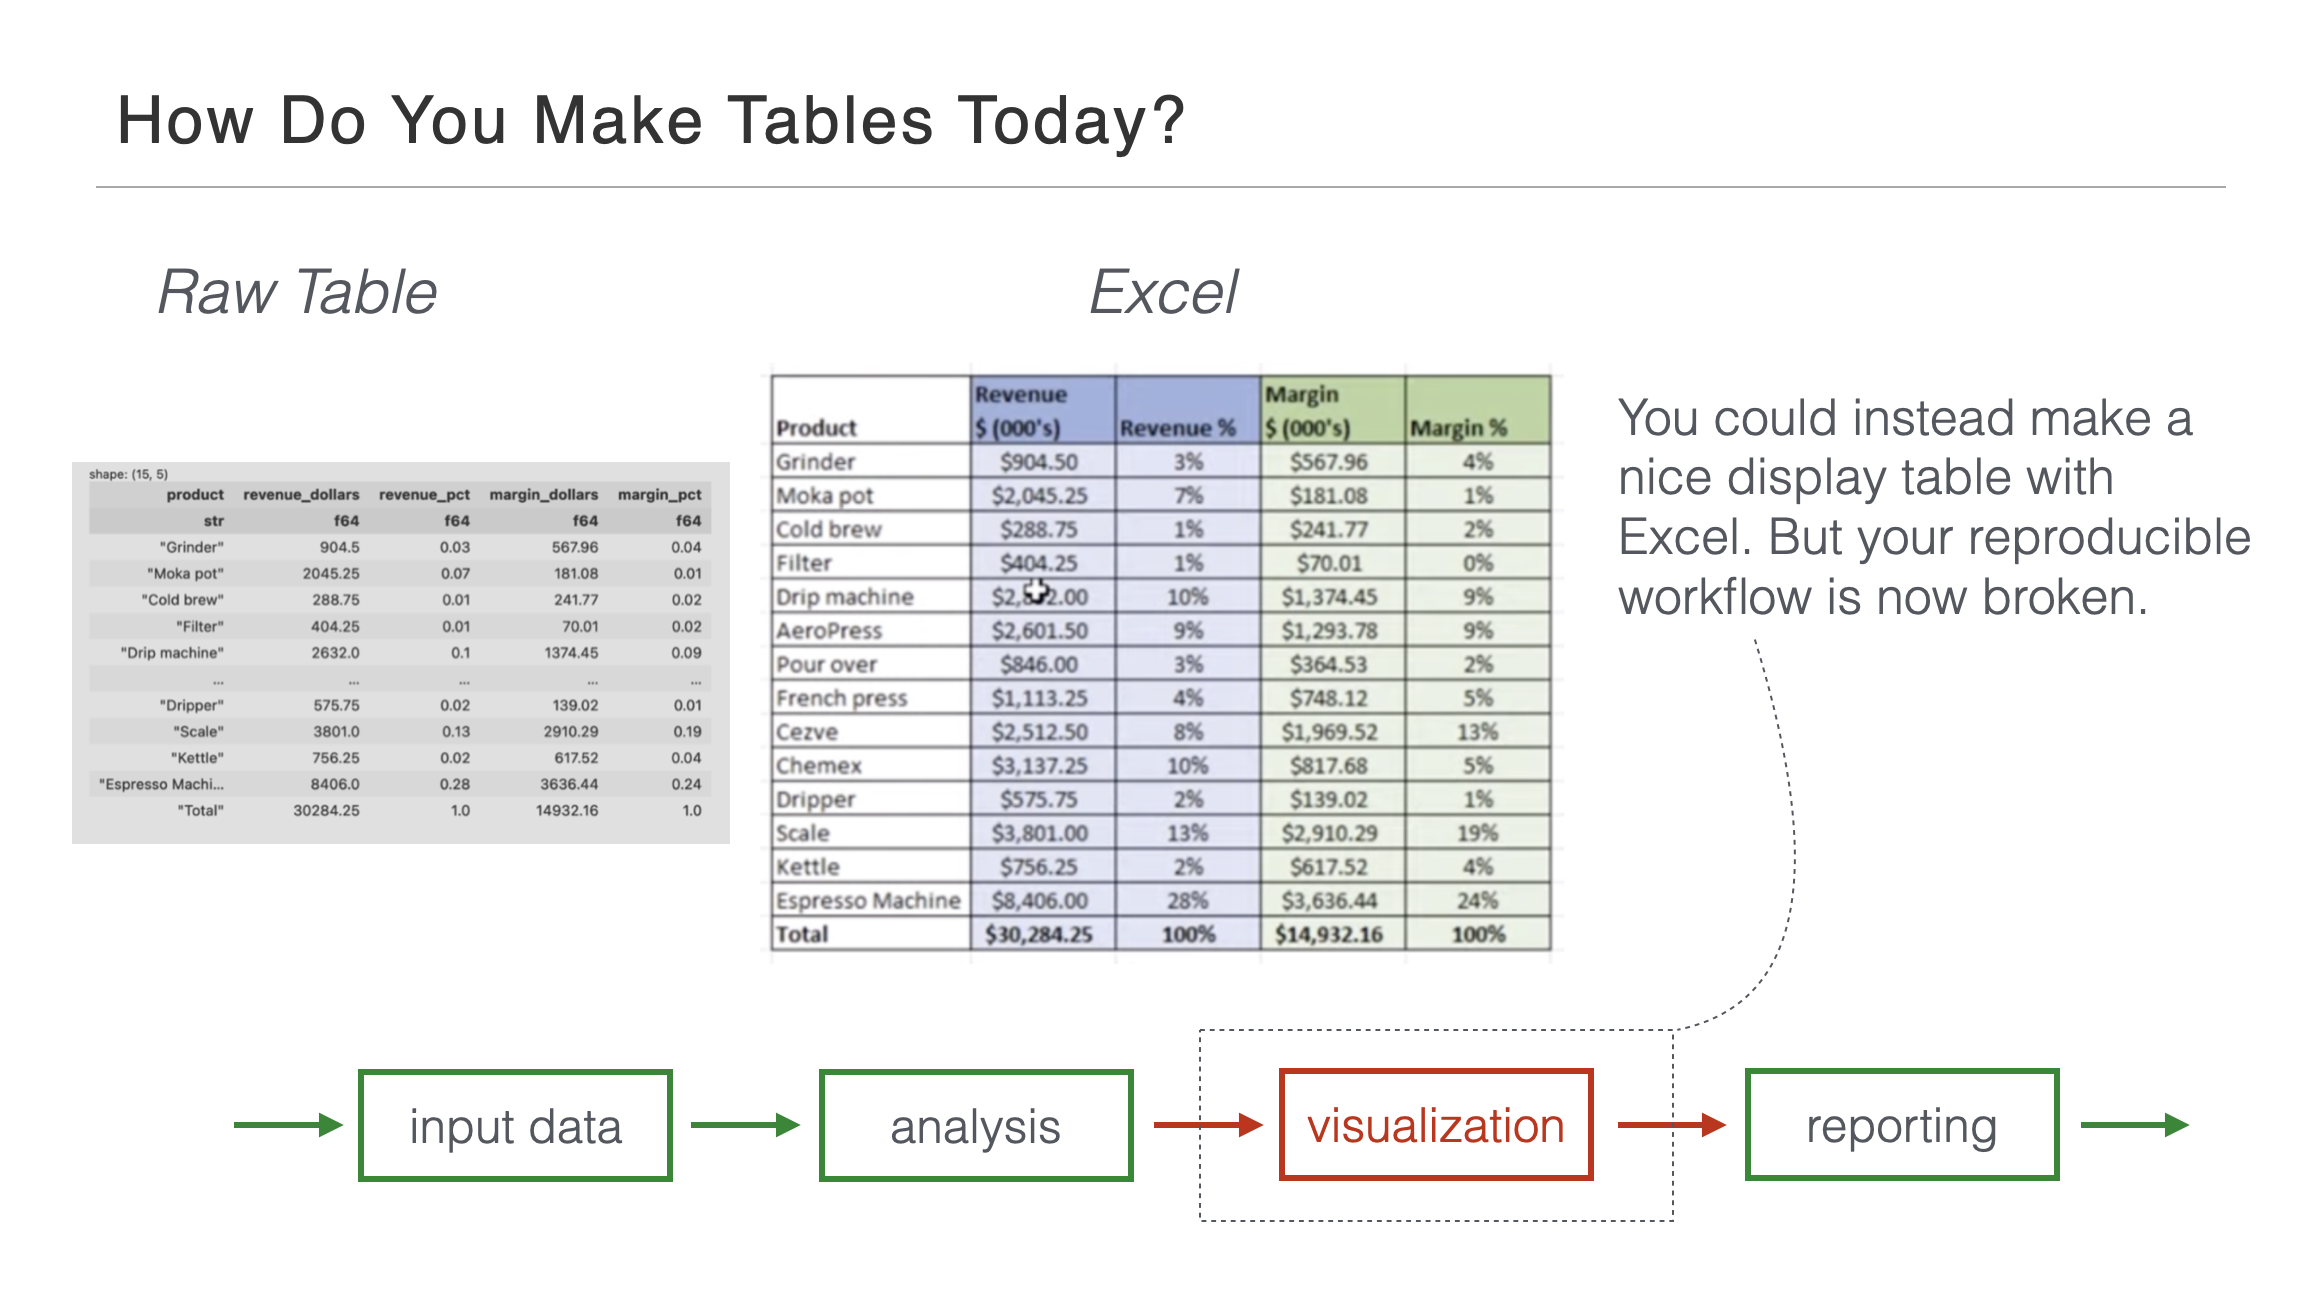 How Do You Make Tables Today?
Raw Table
Excel
shape: (15, 5)
product revenue_dollars revenue_pct margin_dollars margin_pct
str f64 f64 f64 f64
"Grinder" 904.5 0.03 567.96 0.04
"Moka pot" 2045.25 0.07 181.08 0.01
"Cold brew" 288.75 0.01 241.77 0.02
"Filter" 404.25 0.01 70.01 0.02
"Drip machine" 2632.0 0.1 1374.45 0.09
... ... ... ... ...
"Dripper" 575.75 0.02 139.02 0.01
"Scale" 3801.0 0.13 2910.29 0.19
"Kettle" 756.25 0.02 617.52 0.04
"Espresso Machi... 8406.0 0.28 3636.44 0.24
"Total" 30284.25 1.0 14932.16 1.0
Revenue Margin
Product $ (000's) Revenue % $ (000's) Margin %
Grinder $904.50 3% $567.96 4%
Moka pot $2,045.25 7% $181.08 1%
Cold brew $288.75 1% $241.77 2%
Filter $404.25 1% $70.01 0%
Drip machine 10% $1,374.45 9%
AeroPress $2,601.50 9% $1,293.78 9%
Pour over $846.00 3% $364.53 2%
French press $1,113.25 4% $748.12 5%
Cezve $2,512.50 8% $1,969.52 13%
Chemex $3,137.25 10% $817.68 5%
Dripper $575.75 2% $139.02 1%
Scale $3,801.00 13% $2,910.29 19%
Kettle $756.25 2% $617.52 4%
Espresso Machine $8,406.00 28% $3,636.44 24%
Total $30,284.25 100% $14,932.16 100%
You could instead make a
nice display table with
Excel. But your reproducible
workflow is now broken.
input data
analysis
visualization
reporting